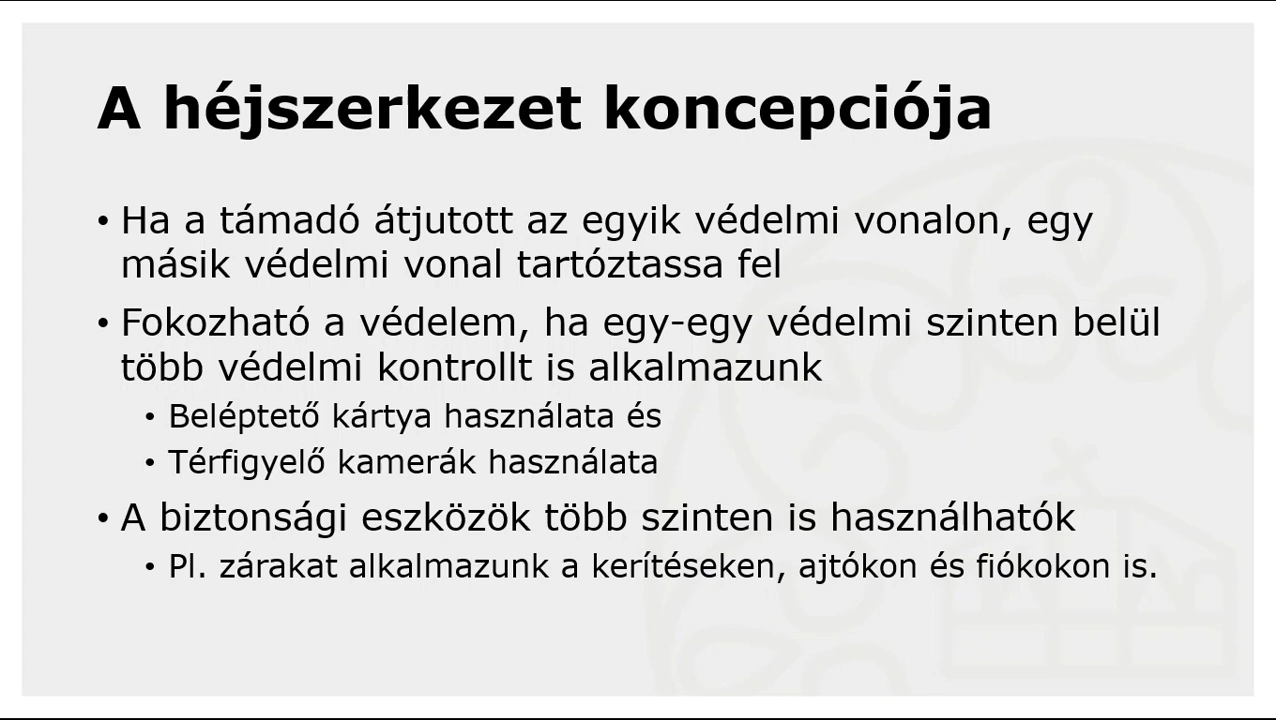 A héjszerkezet koncepciója
• Ha a támadó átjutott az egyik védelmi vonalon, egy
másik védelmi vonal tartóztassa fel
• Fokozható a védelem, ha egy-egy védelmi szinten belül
több védelmi kontrollt is alkalmazunk
• Beléptető kártya használata és
• Térfigyelő kamerák használata
• A biztonsági eszközök több szinten is használhatók
• Pl. zárakat alkalmazunk a kerítéseken, ajtókon és fiókokon is.